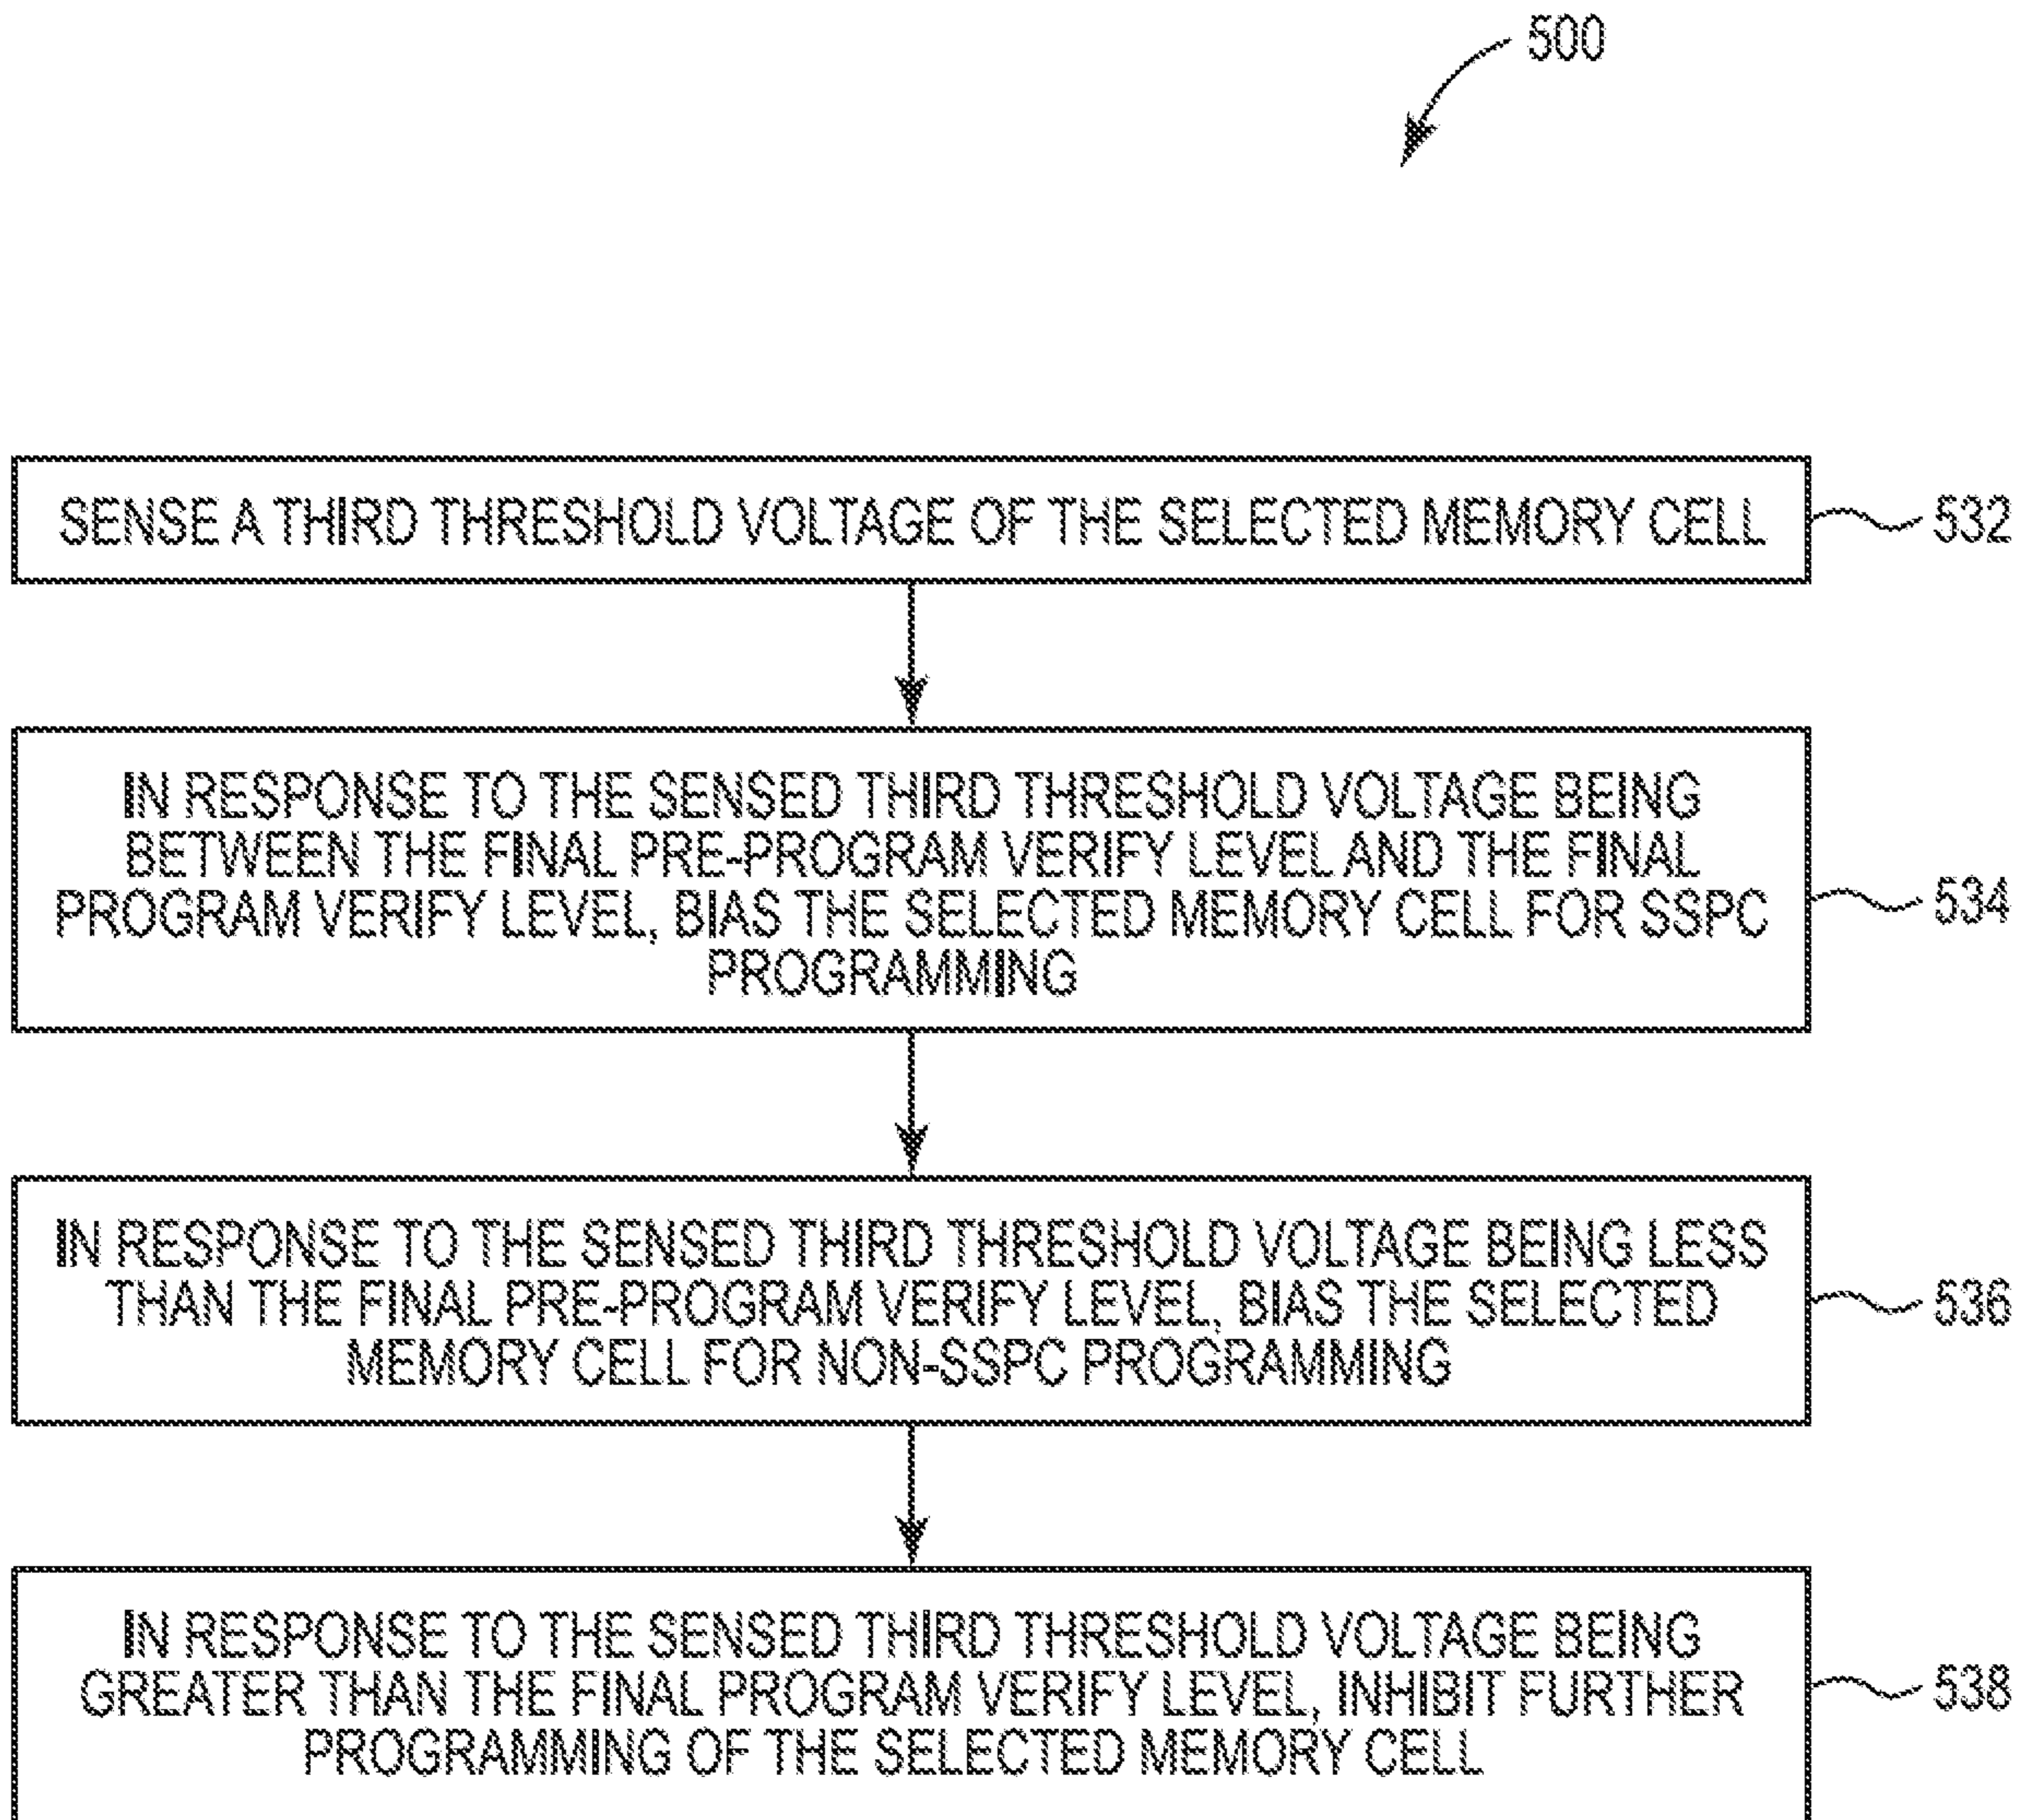 500
SENSE A THIRD THRESHOLD VOLTAGE OF THE SELECTED MEMORY CELL
532
IN RESPONSE TO THE SENSED THIRD THRESHOLD VOLTAGE BEING
BETWEEN THE FINAL PRE-PROGRAM VERIFY LEVEL AND THE FINAL
PROGRAM VERIFY LEVEL, BIAS THE SELECTED MEMORY CELL FOR SSPC
PROGRAMMING
534
IN RESPONSE TO THE SENSED THIRD THRESHOLD VOLTAGE BEING LESS
THAN THE FINAL PRE-PROGRAM VERIFY LEVEL, BIAS THE SELECTED
MEMORY CELL FOR NON-SSPC PROGRAMMING
536
IN RESPONSE TO THE SENSED THIRD THRESHOLD VOLTAGE BEING
GREATER THAN THE FINAL PROGRAM VERIFY LEVEL, INHIBIT FURTHER
PROGRAMMING OF THE SELECTED MEMORY CELL
538